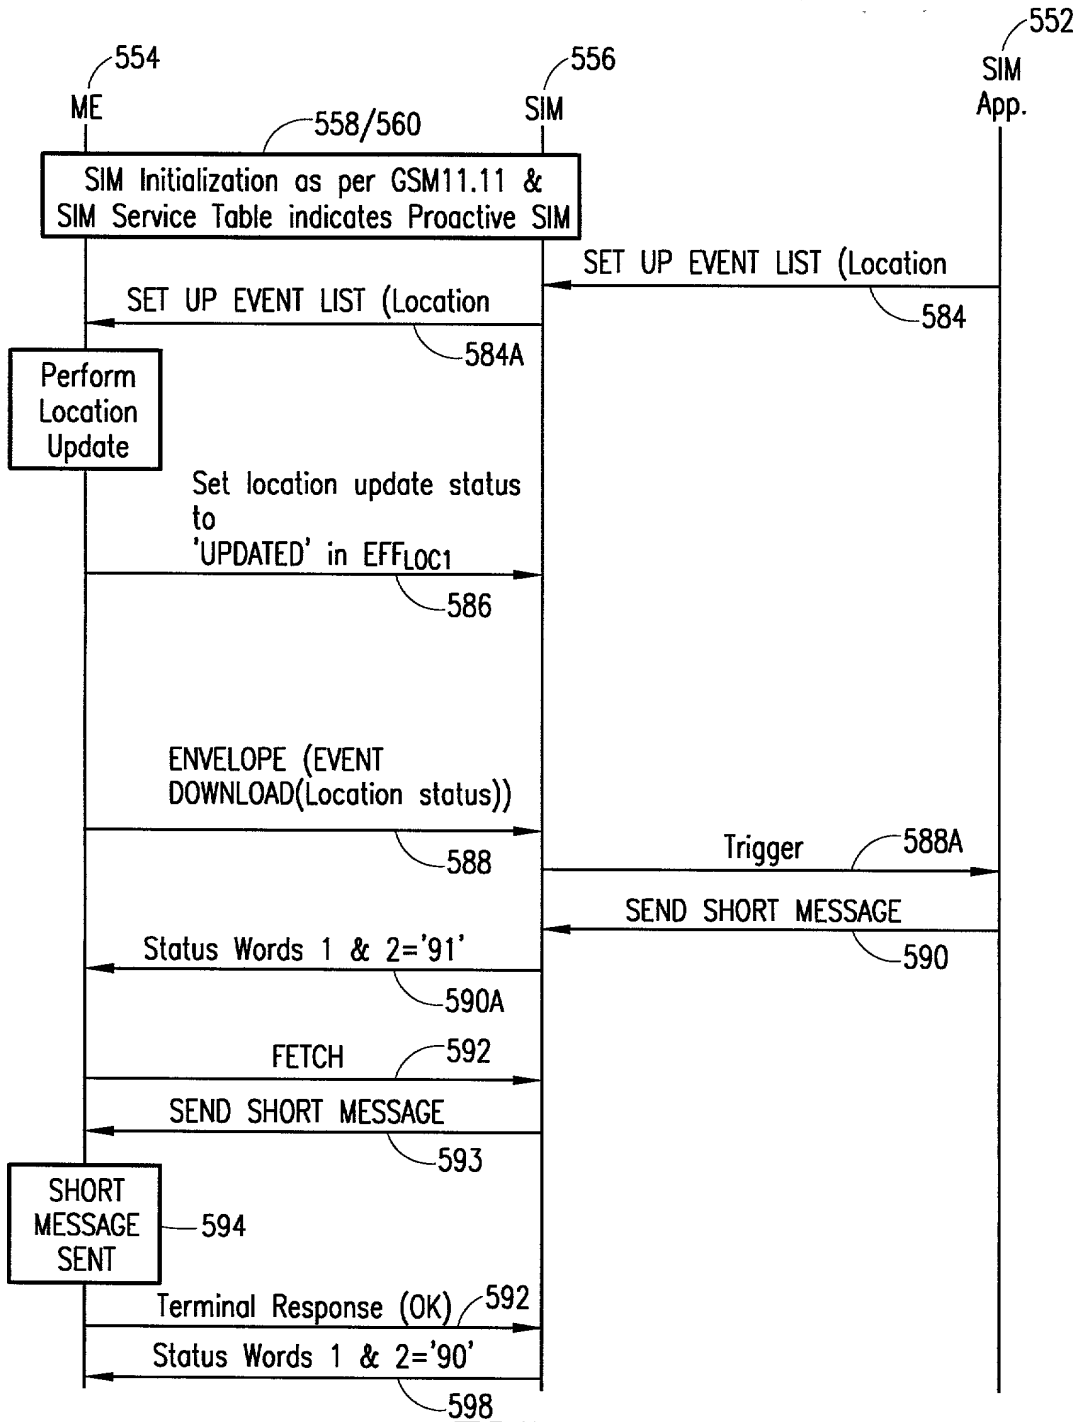 552
554
556
SIM
App.
ME
SIM
558/560
SIM Initialization as per GSM11.11 &
SIM Service Table indicates Proactive SIM
SET UP EVENT LIST (Location
584
SET UP EVENT LIST (Location
584A
Perform
Location
Update
Set location update status
to
'UPDATED' in EFFLOC1
586
ENVELOPE (EVENT
DOWNLOAD(Location status))
588
Trigger
588A
SEND SHORT MESSAGE
590
Status Words 1 & 2='91'
590A
FETCH
592
SEND SHORT MESSAGE
593
SHORT
MESSAGE
SENT
594
Terminal Response (OK)
592
Status Words 1 & 2='90'
598